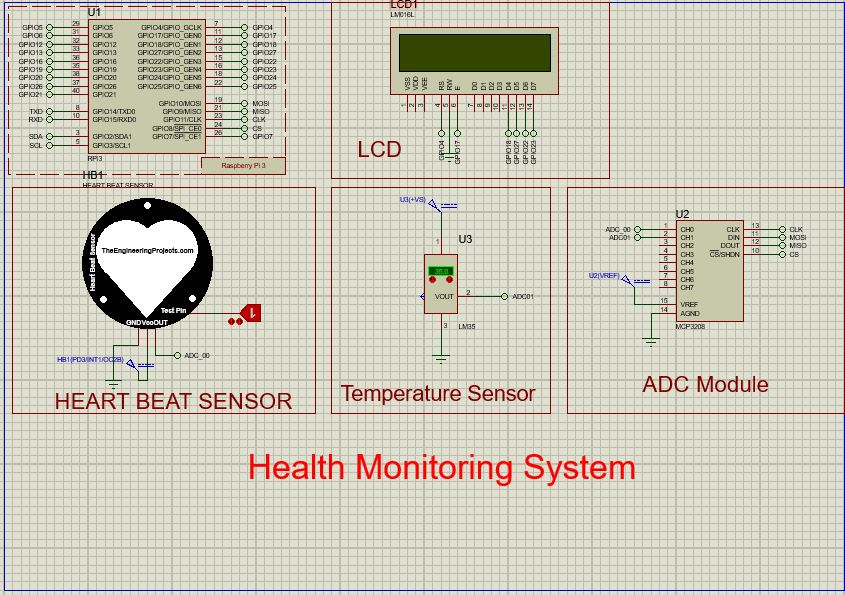 U1
GPIO5 29 GPIO5 GPIO4/GPIO_GCLK 7 GPIO4
GPIO6 31 GPIO6 GPIO17/GPIO_GEN0 11 GPIO17
GPIO12 32 GPIO12 GPIO18/GPIO_GEN1 12 GPIO18
GPIO13 33 GPIO13 GPIO27/GPIO_GEN2 13 GPIO27
GPIO16 36 GPIO16 GPIO22/GPIO_GEN3 15 GPIO22
GPIO19 35 GPIO19 GPIO23/GPIO_GEN4 16 GPIO23
GPIO20 38 GPIO20 GPIO24/GPIO_GEN5 18 GPIO24
GPIO26 37 GPIO26 GPIO25/GPIO_GEN6 22 GPIO25
GPIO21 40 GPIO21
GPIO10/MOSI 19 MOSI
TXD 8 GPIO14/TXD0 GPIO9/MISO 21 MISO
RXD 10 GPIO15/RXD0 GPIO11/CLK 23 CLK
GPIO8/SPI_CE0 24 CS
SDA 3 GPIO2/SDA1 GPIO7/SPI_CE1 26 GPIO7
SCL 5 GPIO3/SCL1
RPI3
Raspberry Pi 3
LCD1
LM016L
VSS VDD VEE RS RW E D0 D1 D2 D3 D4 D5 D6 D7
1 2 3 4 5 6 7 8 9 10 11 12 13 14
GPIO4 GPIO17 GPIO18 GPIO27 GPIO22 GPIO23
LCD
HB1
HEART BEAT SENSOR
TheEngineeringProjects.com
Heart Beat Sensor
Test Pin
GNDVccOUT
1
ADC_00
HB1(PD3/INT1/OC2B)
HEART BEAT SENSOR
U3(+VS)
1
U3
35.0
VOUT 2 ADC01
3
LM35
Temperature Sensor
U2
ADC_00 1 CH0 CLK 13 CLK
ADC01 2 CH1 DIN 11 MOSI
3 CH2 DOUT 12 MISO
4 CH3 CS/SHDN 10 CS
5 CH4
6 CH5
7 CH6
8 CH7
U2(VREF)
15 VREF
14 AGND
MCP3208
ADC Module
Health Monitoring System